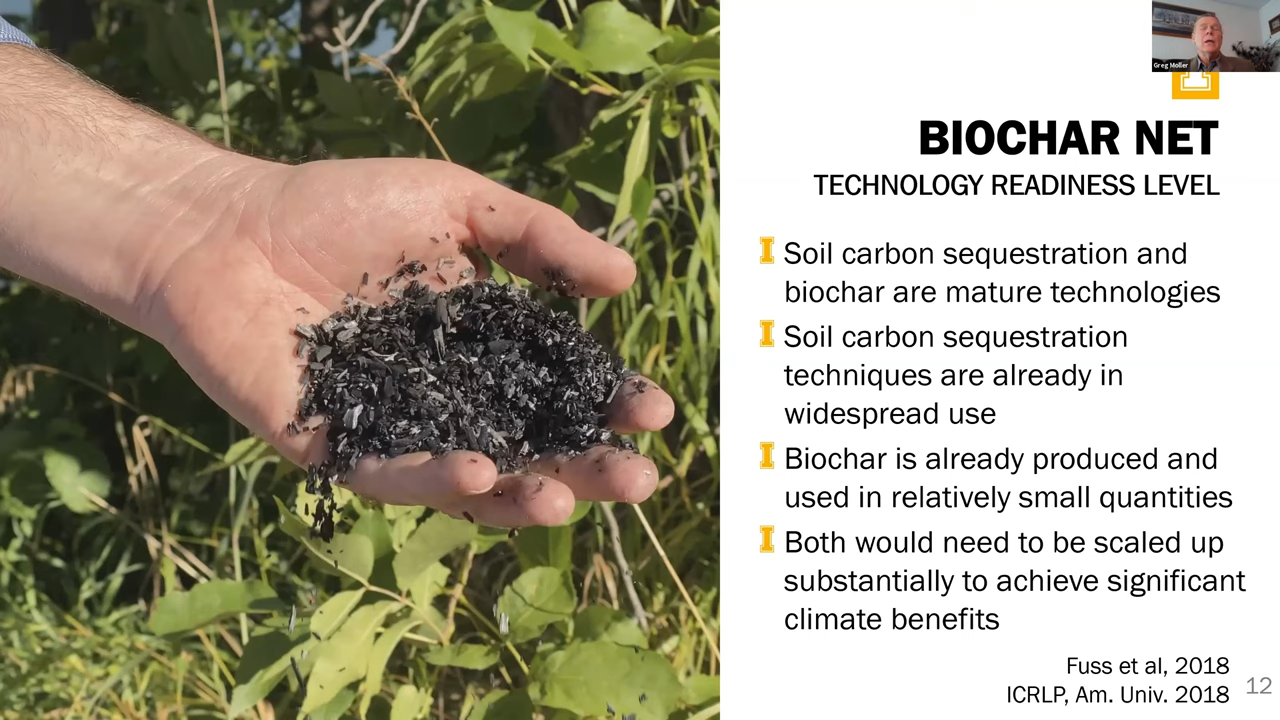 Greg Moller
BIOCHAR NET
TECHNOLOGY READINESS LEVEL
I Soil carbon sequestration and
biochar are mature technologies
I Soil carbon sequestration
techniques are already in
widespread use
I Biochar is already produced and
used in relatively small quantities
I Both would need to be scaled up
substantially to achieve significant
climate benefits
Fuss et al, 2018
ICRLP, Am. Univ. 2018
12